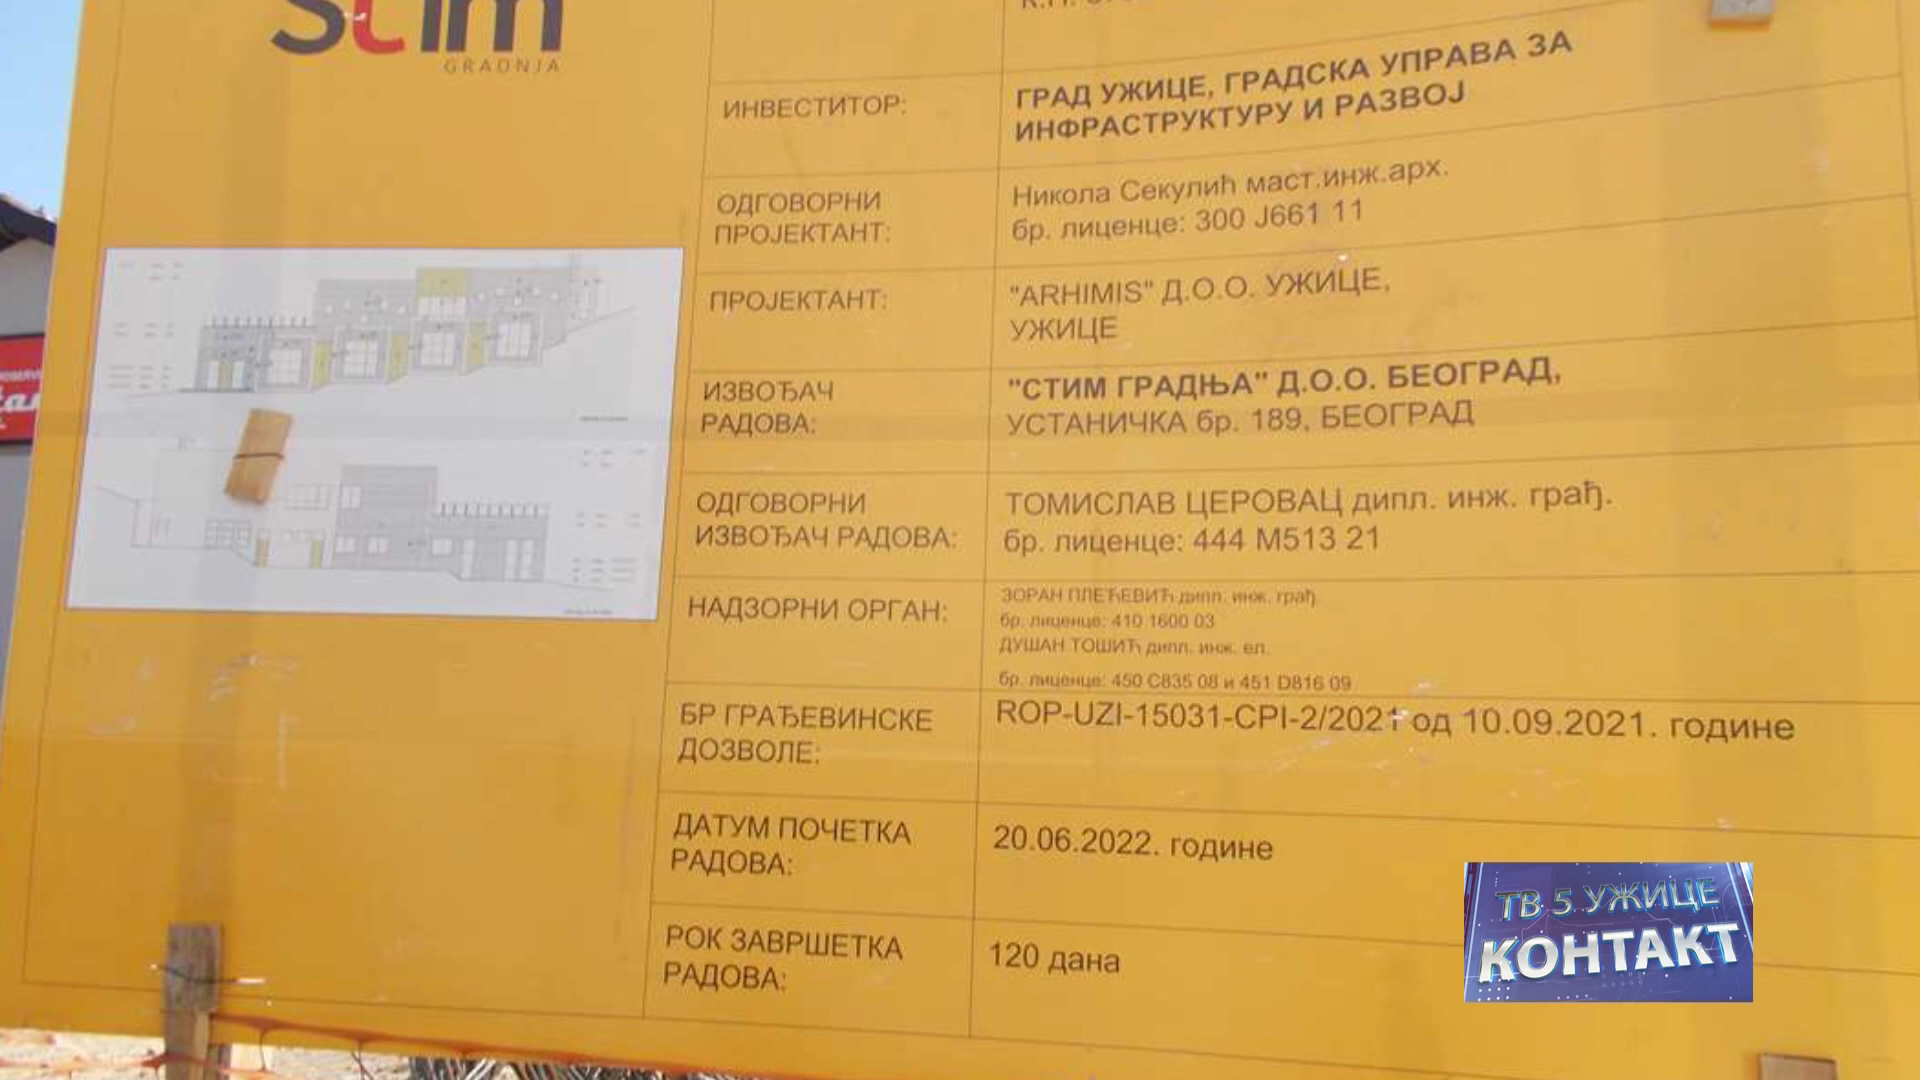 Stim
GRADNJA
ИНВЕСТИТОР:
ГРАД УЖИЦЕ, ГРАДСКА УПРАВА ЗА
ИНФРАСТРУКТУРУ И РАЗВОЈ
ОДГОВОРНИ
ПРОЈЕКТАНТ:
Никола Секулић маст.инж.арх.
бр. лиценце: 300 Ј661 11
ПРОЈЕКТАНТ:
"ARHIMIS" Д.О.О. УЖИЦЕ,
УЖИЦЕ
ИЗВОЂАЧ
РАДОВА:
"СТИМ ГРАДЊА" Д.О.О. БЕОГРАД,
УСТАНИЧКА бр. 189, БЕОГРАД
ОДГОВОРНИ
ИЗВОЂАЧ РАДОВА:
ТОМИСЛАВ ЦЕРОВАЦ дипл. инж. грађ.
бр. лиценце: 444 М513 21
НАДЗОРНИ ОРГАН:
ЗОРАН ПЛЕЋЕВИЋ дипл. инж. грађ.
бр. лиценце: 410 1600 03
ДУШАН ТОШИЋ дипл. инж. ел.
бр. лиценце: 450 С835 08 и 451 D816 09
БР ГРАЂЕВИНСКЕ
ДОЗВОЛЕ:
ROP-UZI-15031-CPI-2/2021 од 10.09.2021. године
ДАТУМ ПОЧЕТКА
РАДОВА:
20.06.2022. године
РОК ЗАВРШЕТКА
РАДОВА:
120 дана
ТВ 5 УЖИЦЕ
КОНТАКТ